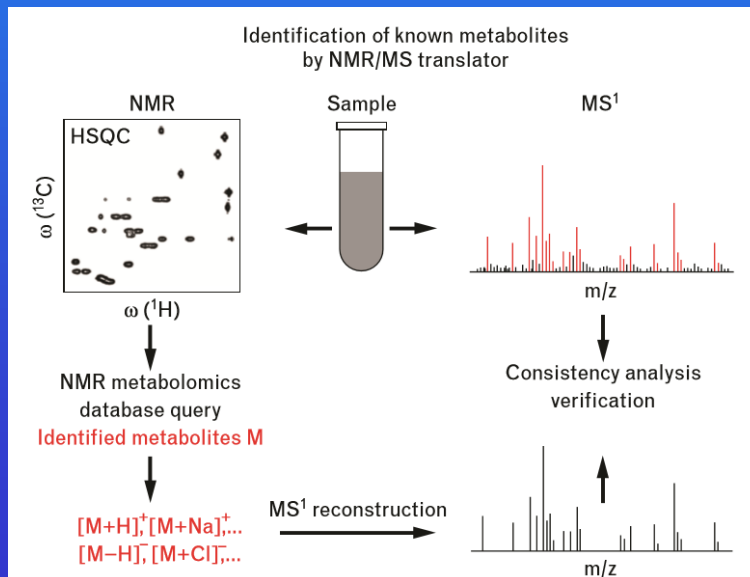 Identification of known metabolites
by NMR/MS translator
NMR
Sample
MS¹
HSQC
ω (¹³C)
ω (¹H)
m/z
NMR metabolomics
database query
Identified metabolites M
Consistency analysis
verification
[M+H]⁺,[M+Na]⁺,...
[M−H]⁻,[M+Cl]⁻,...
MS¹ reconstruction
m/z